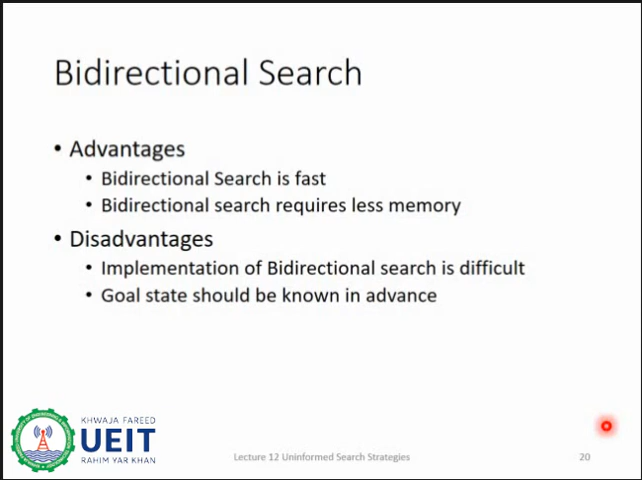 Bidirectional Search
• Advantages
• Bidirectional Search is fast
• Bidirectional search requires less memory
• Disadvantages
• Implementation of Bidirectional search is difficult
• Goal state should be known in advance
KHWAJA FAREED
UEIT
RAHIM YAR KHAN
Lecture 12 Uninformed Search Strategies
20